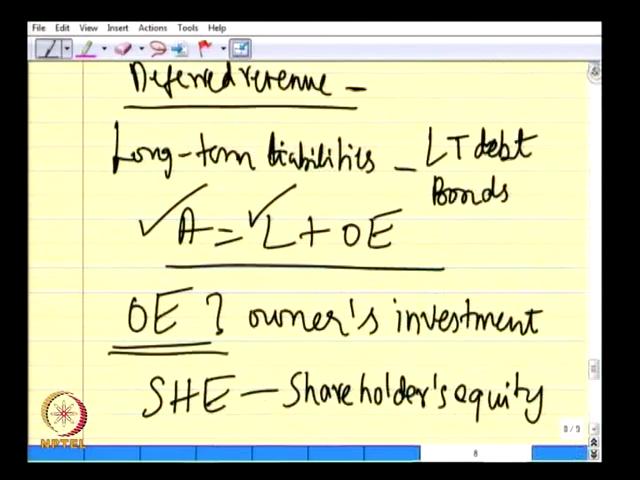 File Edit View Insert Actions Tools Help
Deferred revenue -
Long-term liabilities - LT debt
Bonds
A = L + OE
OE ? owner's investment
SHE - Shareholder's equity
NPTEL
8